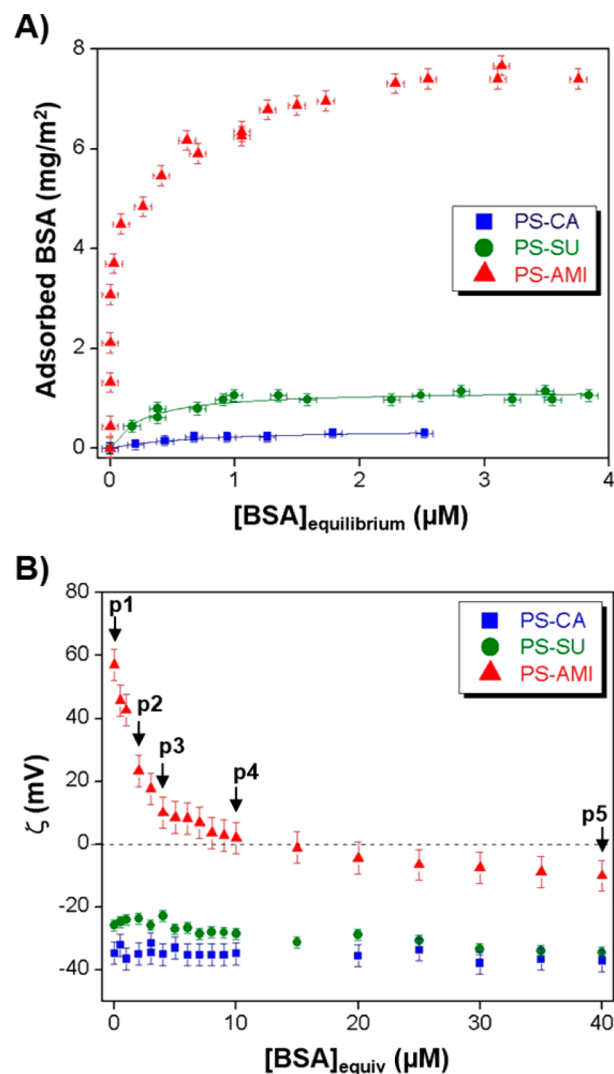 A)
Adsorbed BSA (mg/m²)
8
6
4
2
0
PS-CA
PS-SU
PS-AMI
0 1 2 3 4
[BSA]equilibrium (µM)
B)
ζ (mV)
80
60
40
20
0
-20
-40
p1
p2
p3
p4
p5
PS-CA
PS-SU
PS-AMI
0 10 20 30 40
[BSA]equiv (µM)